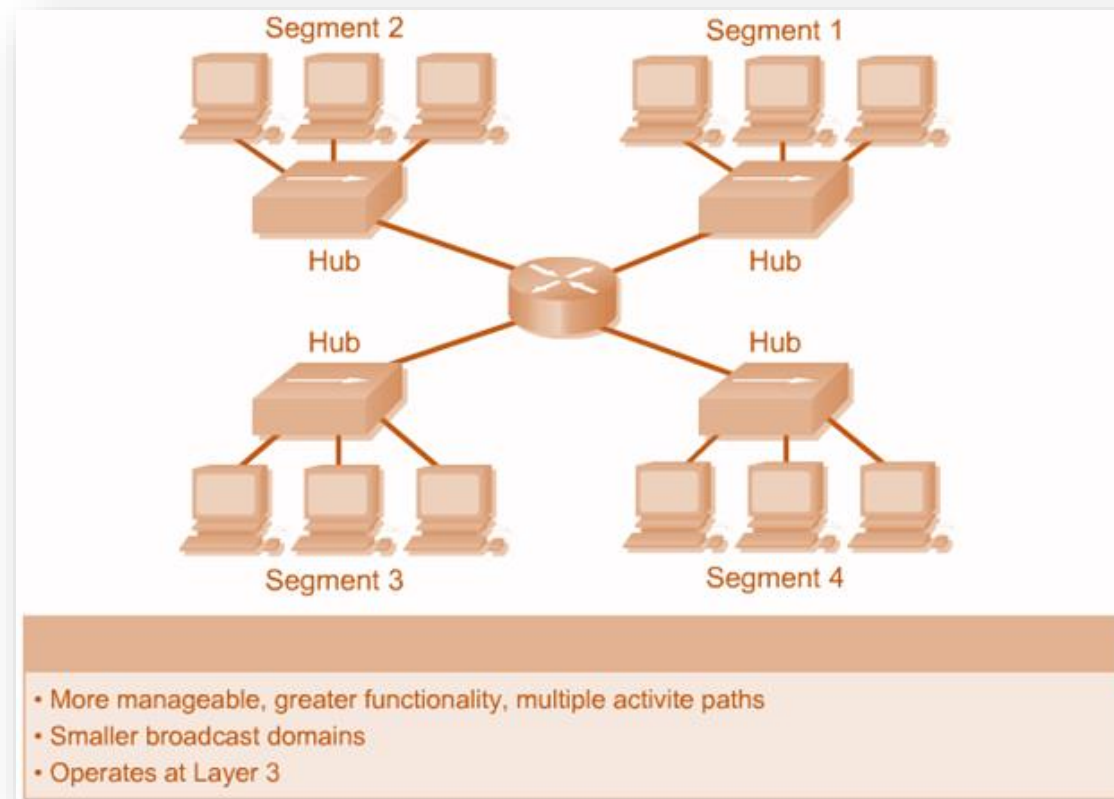 Segment 2
Segment 1
Hub
Hub
Hub
Hub
Segment 3
Segment 4
• More manageable, greater functionality, multiple activite paths
• Smaller broadcast domains
• Operates at Layer 3